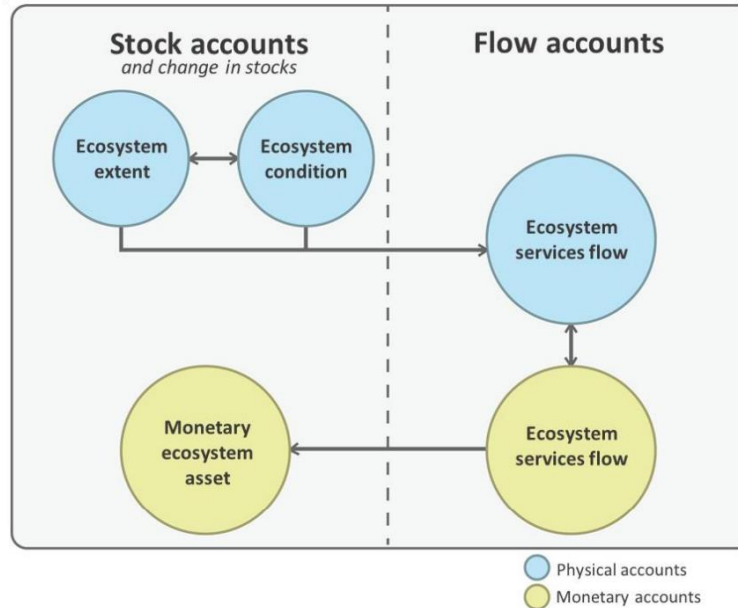 Stock accounts
and change in stocks
Flow accounts
Ecosystem
extent
Ecosystem
condition
Ecosystem
services flow
Monetary
ecosystem
asset
Ecosystem
services flow
Physical accounts
Monetary accounts